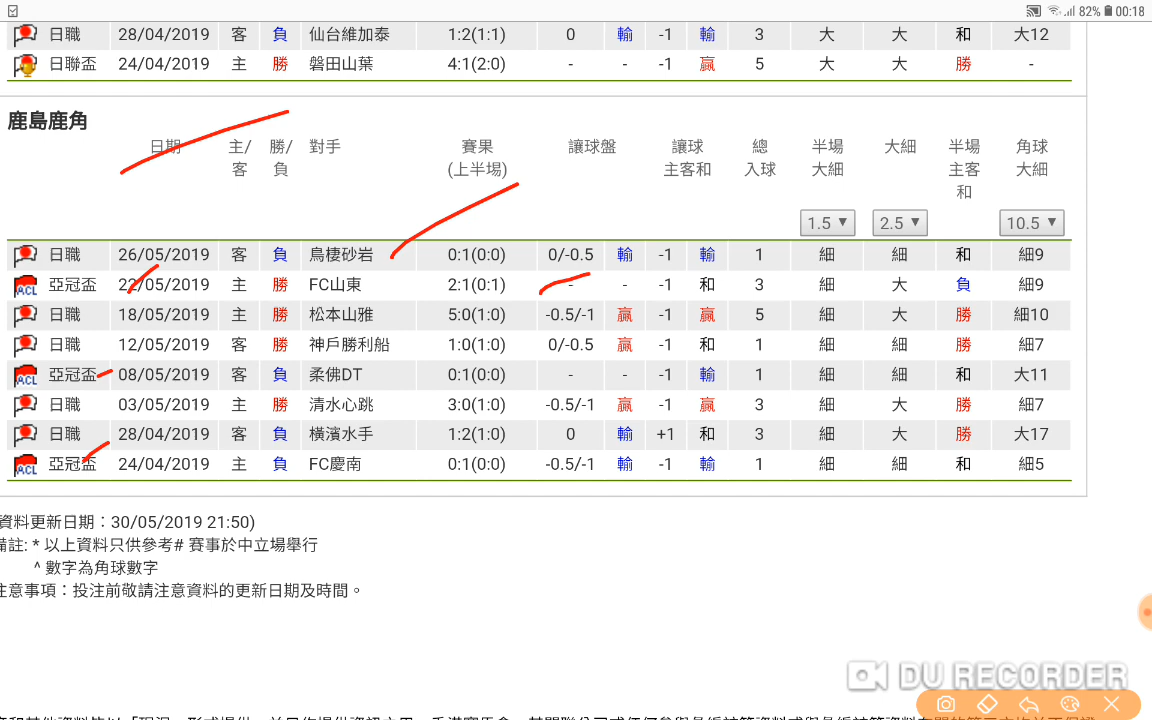 82% 00:18
日職 28/04/2019 客 負 仙台維加泰 1:2(1:1) 0 輸 -1 輸 3 大 大 和 大12
日聯盃 24/04/2019 主 勝 磐田山葉 4:1(2:0) - - -1 贏 5 大 大 勝 -
鹿島鹿角
日期 主/ 勝/ 對手 賽果 讓球盤 讓球 總 半場 大細 半場 角球
客 負 (上半埸) 主客和 入球 大細 主客 大細
和
1.5 ▼ 2.5 ▼ 10.5 ▼
日職 26/05/2019 客 負 鳥棲砂岩 0:1(0:0) 0/-0.5 輸 -1 輸 1 細 細 和 細9
ACL 亞冠盃 22/05/2019 主 勝 FC山東 2:1(0:1) - - -1 和 3 細 大 負 細9
日職 18/05/2019 主 勝 松本山雅 5:0(1:0) -0.5/-1 贏 -1 贏 5 細 大 勝 細10
日職 12/05/2019 客 勝 神戶勝利船 1:0(1:0) 0/-0.5 贏 -1 和 1 細 細 勝 細7
ACL 亞冠盃 08/05/2019 客 負 柔佛DT 0:1(0:0) - - -1 輸 1 細 細 和 大11
日職 03/05/2019 主 勝 清水心跳 3:0(1:0) -0.5/-1 贏 -1 贏 3 細 大 勝 細7
日職 28/04/2019 客 負 橫濱水手 1:2(1:0) 0 輸 +1 和 3 細 大 勝 大17
ACL 亞冠盃 24/04/2019 主 負 FC慶南 0:1(0:0) -0.5/-1 輸 -1 輸 1 細 細 和 細5
資料更新日期：30/05/2019 21:50)
備註: * 以上資料只供參考# 賽事於中立場舉行
^ 數字為角球數字
注意事項：投注前敬請注意資料的更新日期及時間。
DU RECORDER